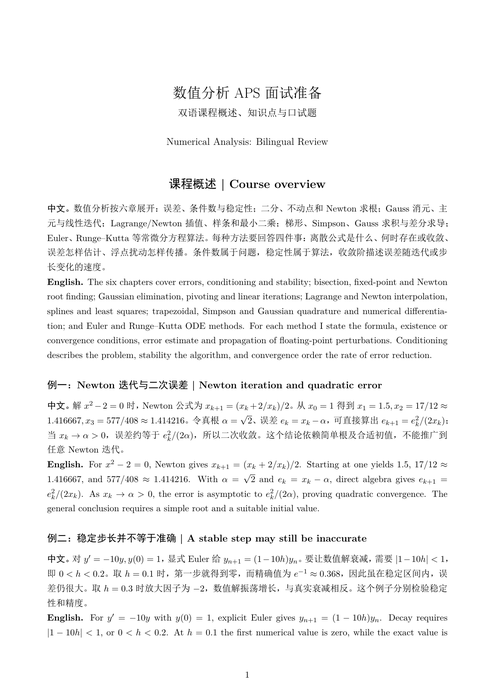 数值分析 APS 面试准备
双语课程概述、知识点与口试题
Numerical Analysis: Bilingual Review
课程概述 | Course overview
中文。数值分析按六章展开：误差、条件数与稳定性；二分、不动点和 Newton 求根；Gauss 消元、主
元与线性迭代；Lagrange/Newton 插值、样条和最小二乘；梯形、Simpson、Gauss 求积与差分求导；
Euler、Runge–Kutta 等常微分方程算法。每种方法要回答四件事：离散公式是什么、何时存在或收敛、
误差怎样估计、浮点扰动怎样传播。条件数属于问题，稳定性属于算法，收敛阶描述误差随迭代或步
长变化的速度。
English. The six chapters cover errors, conditioning and stability; bisection, fixed-point and Newton
root finding; Gaussian elimination, pivoting and linear iterations; Lagrange and Newton interpolation,
splines and least squares; trapezoidal, Simpson and Gaussian quadrature and numerical differentia-
tion; and Euler and Runge–Kutta ODE methods. For each method I state the formula, existence or
convergence conditions, error estimate and propagation of floating-point perturbations. Conditioning
describes the problem, stability the algorithm, and convergence order the rate of error reduction.
例一：Newton 迭代与二次误差 | Newton iteration and quadratic error
中文。解 x² − 2 = 0 时，Newton 公式为 xₖ₊₁ = (xₖ + 2/xₖ)/2。从 x₀ = 1 得到 x₁ = 1.5, x₂ = 17/12 ≈
1.416667, x₃ = 577/408 ≈ 1.414216。令真根 α = √2、误差 eₖ = xₖ − α，可直接算出 eₖ₊₁ = eₖ²/(2xₖ)；
当 xₖ → α > 0，误差约等于 eₖ²/(2α)，所以二次收敛。这个结论依赖简单根及合适初值，不能推广到
任意 Newton 迭代。
English. For x² − 2 = 0, Newton gives xₖ₊₁ = (xₖ + 2/xₖ)/2. Starting at one yields 1.5, 17/12 ≈
1.416667, and 577/408 ≈ 1.414216. With α = √2 and eₖ = xₖ − α, direct algebra gives eₖ₊₁ =
eₖ²/(2xₖ). As xₖ → α > 0, the error is asymptotic to eₖ²/(2α), proving quadratic convergence. The
general conclusion requires a simple root and a suitable initial value.
例二：稳定步长并不等于准确 | A stable step may still be inaccurate
中文。对 y′ = −10y, y(0) = 1，显式 Euler 给 yₙ₊₁ = (1−10h)yₙ。要让数值解衰减，需要 |1−10h| < 1，
即 0 < h < 0.2。取 h = 0.1 时，第一步就得到零，而精确值为 e⁻¹ ≈ 0.368，因此虽在稳定区间内，误
差仍很大。取 h = 0.3 时放大因子为 −2，数值解振荡增长，与真实衰减相反。这个例子分别检验稳定
性和精度。
English. For y′ = −10y with y(0) = 1, explicit Euler gives yₙ₊₁ = (1 − 10h)yₙ. Decay requires
|1 − 10h| < 1, or 0 < h < 0.2. At h = 0.1 the first numerical value is zero, while the exact value is
1